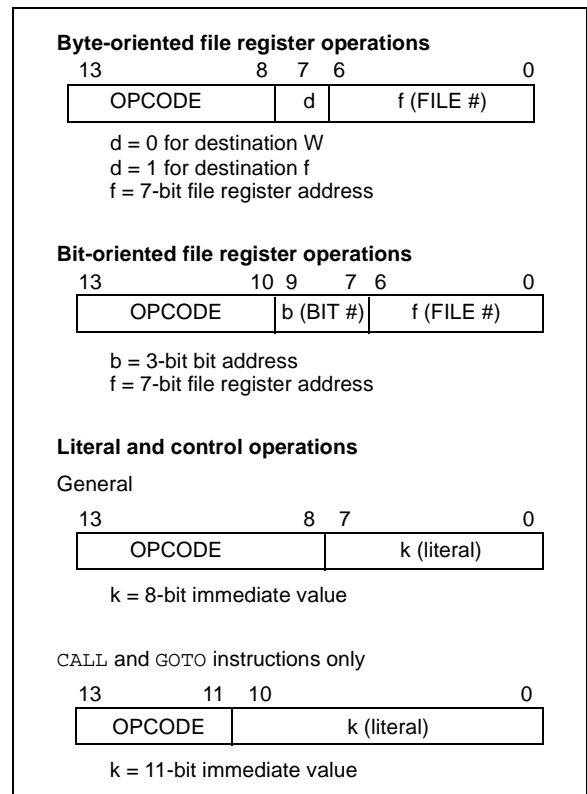 Byte-oriented file register operations
13 8 7 6 0
OPCODE d f (FILE #)
d = 0 for destination W
d = 1 for destination f
f = 7-bit file register address
Bit-oriented file register operations
13 10 9 7 6 0
OPCODE b (BIT #) f (FILE #)
b = 3-bit bit address
f = 7-bit file register address
Literal and control operations
General
13 8 7 0
OPCODE k (literal)
k = 8-bit immediate value
CALL and GOTO instructions only
13 11 10 0
OPCODE k (literal)
k = 11-bit immediate value